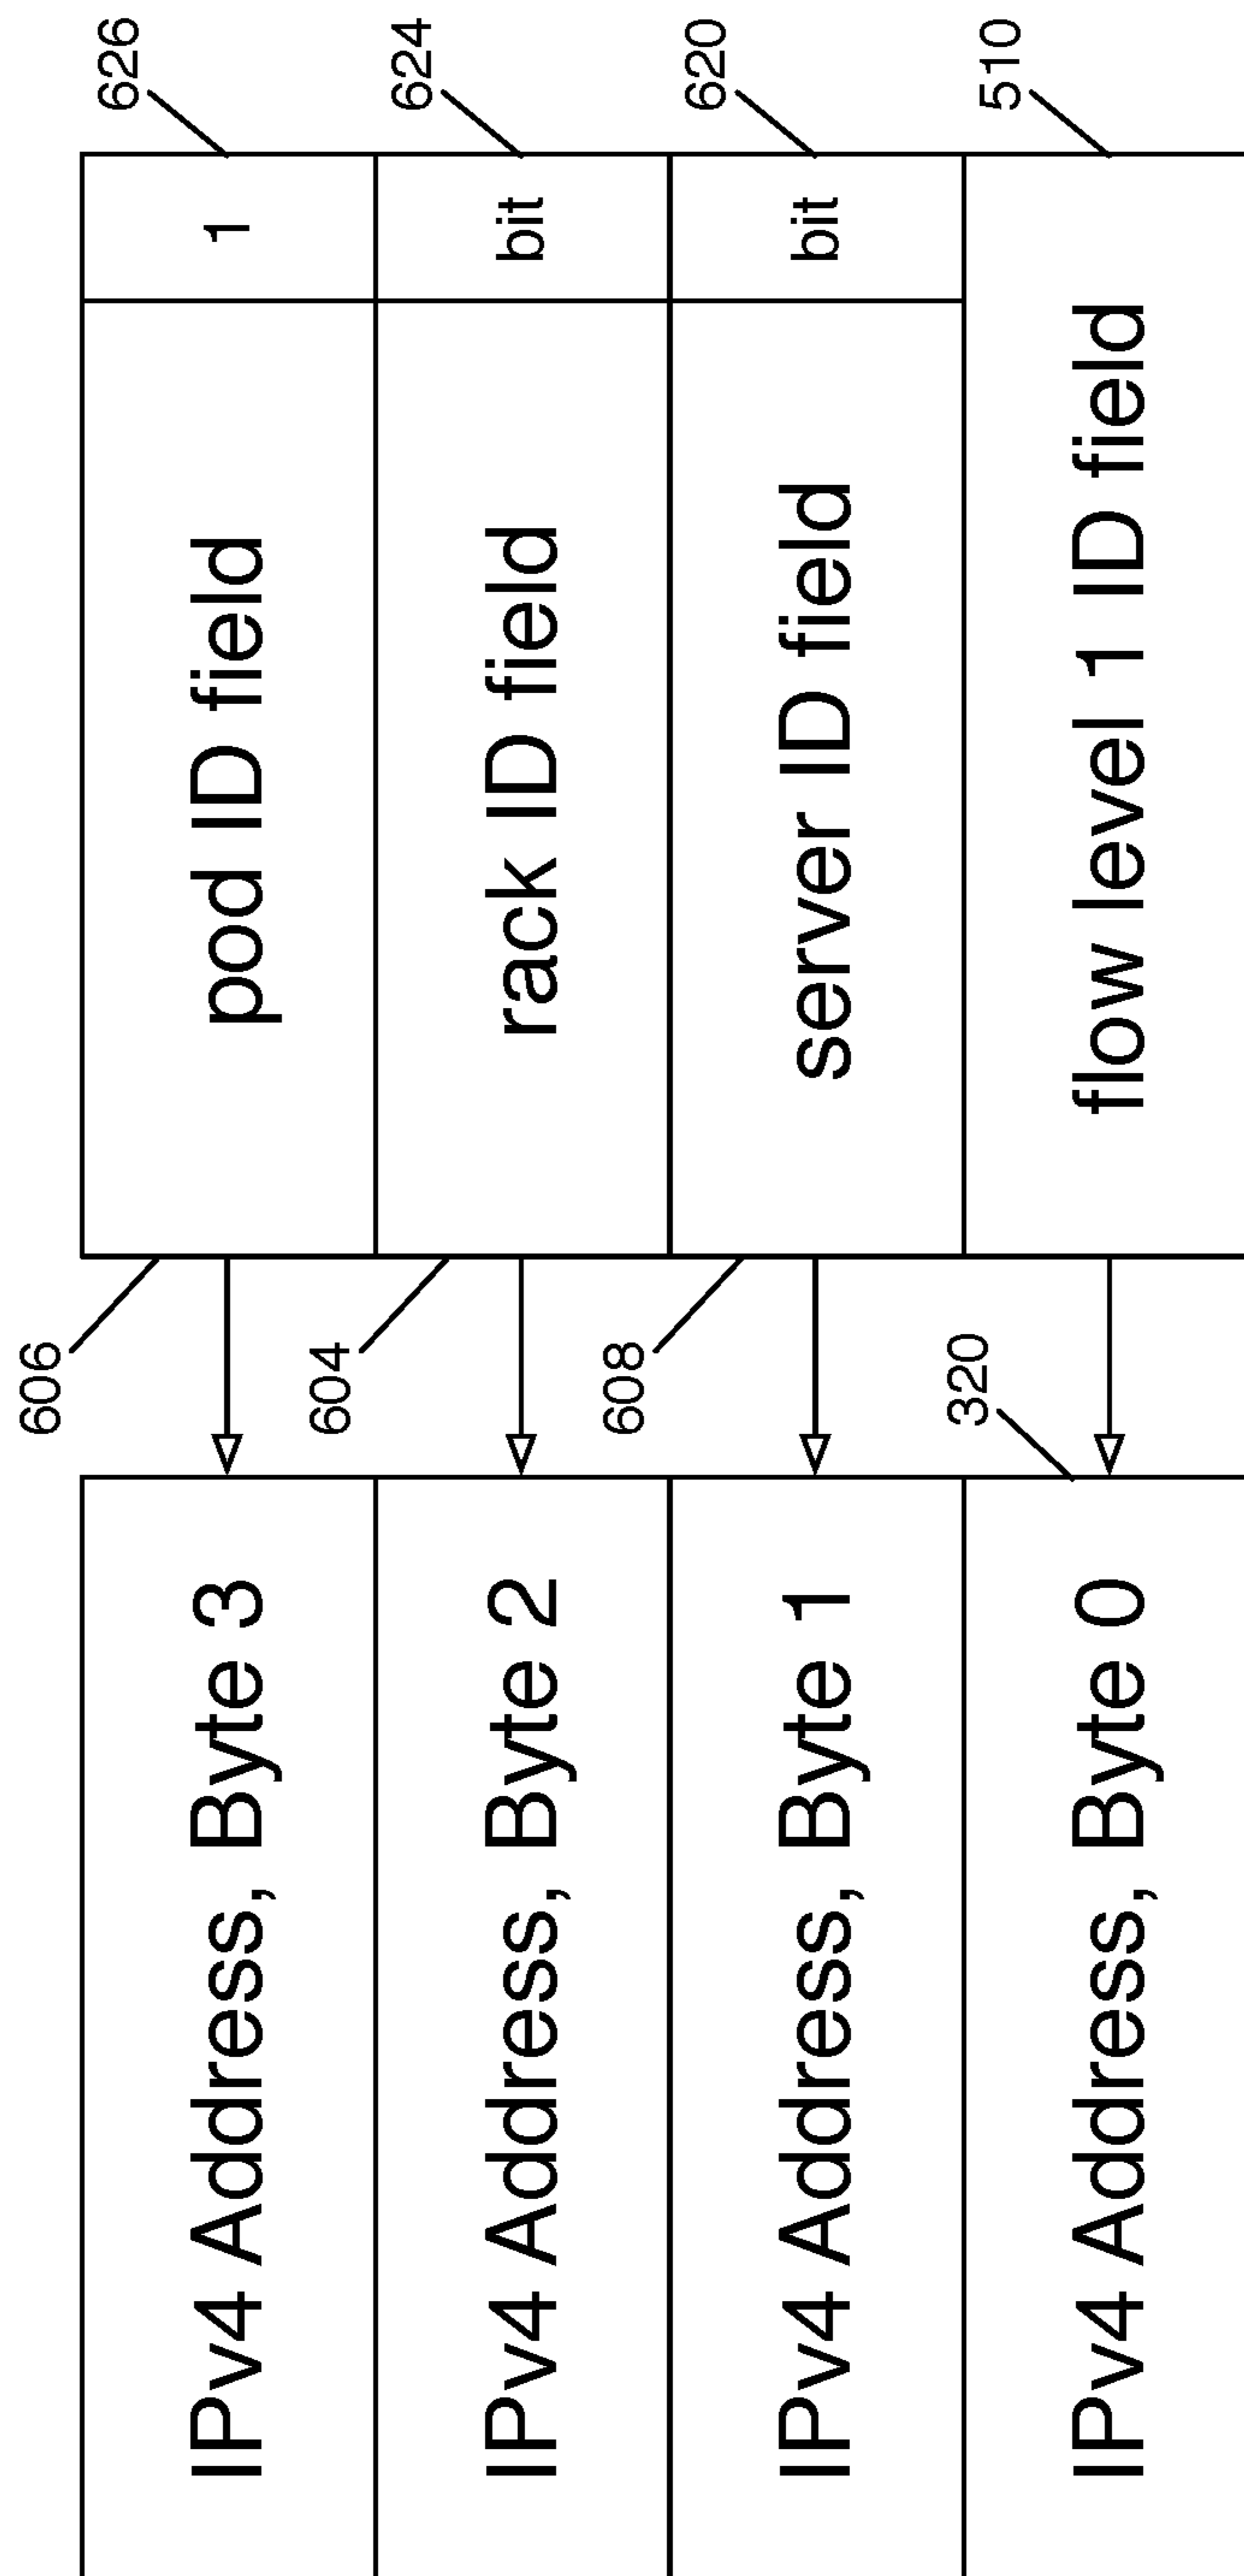 626
pod ID field 1
606
IPv4 Address, Byte 3
624
rack ID field bit
604
IPv4 Address, Byte 2
620
server ID field bit
608
IPv4 Address, Byte 1
510
flow level 1 ID field
320
IPv4 Address, Byte 0